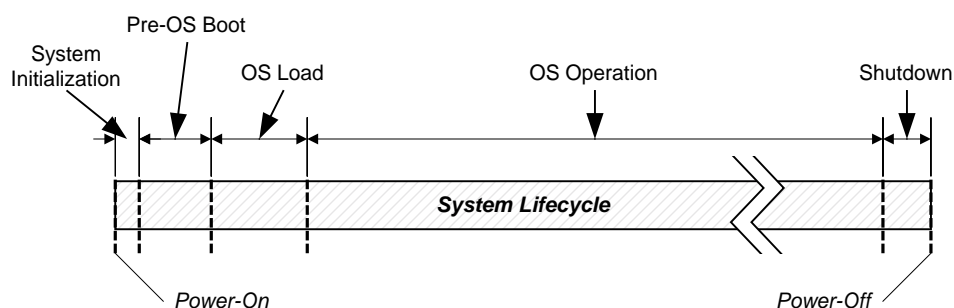 Pre-OS Boot
System
Initialization
OS Load
OS Operation
Shutdown
System Lifecycle
Power-On
Power-Off